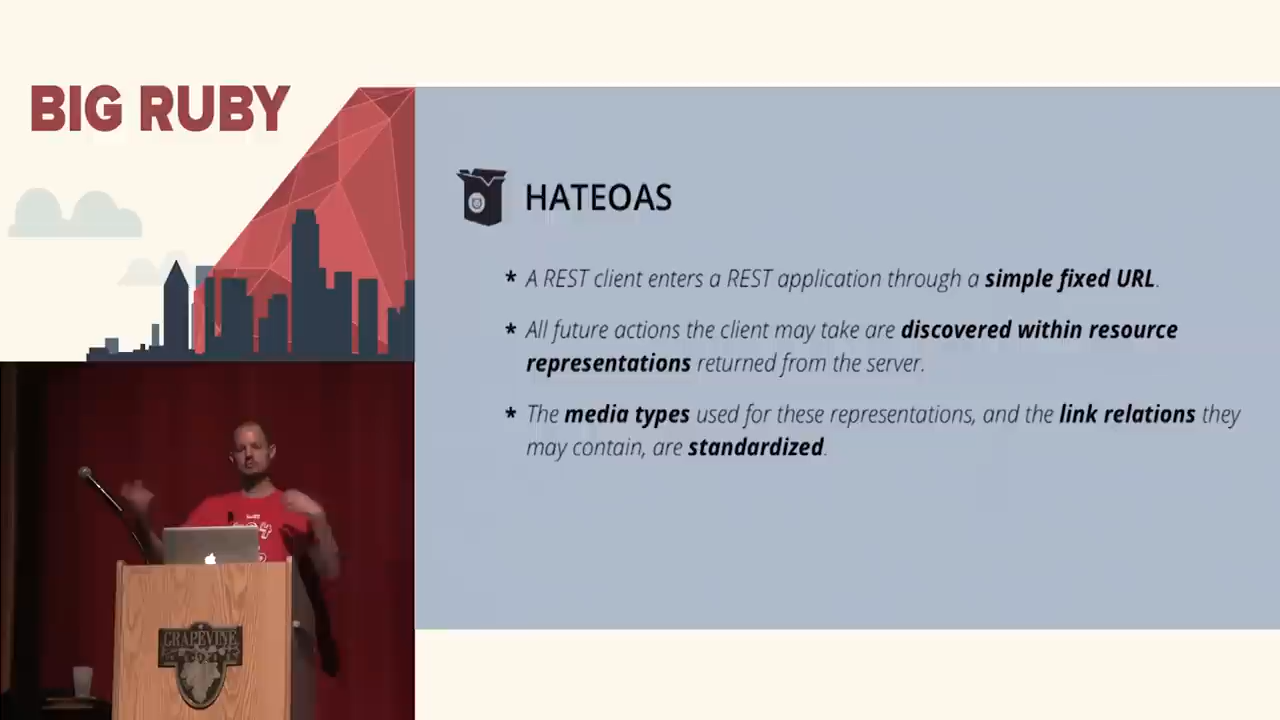 BIG RUBY
HATEOAS
* A REST client enters a REST application through a simple fixed URL.
* All future actions the client may take are discovered within resource
representations returned from the server.
* The media types used for these representations, and the link relations they
may contain, are standardized.
GRAPEVINE